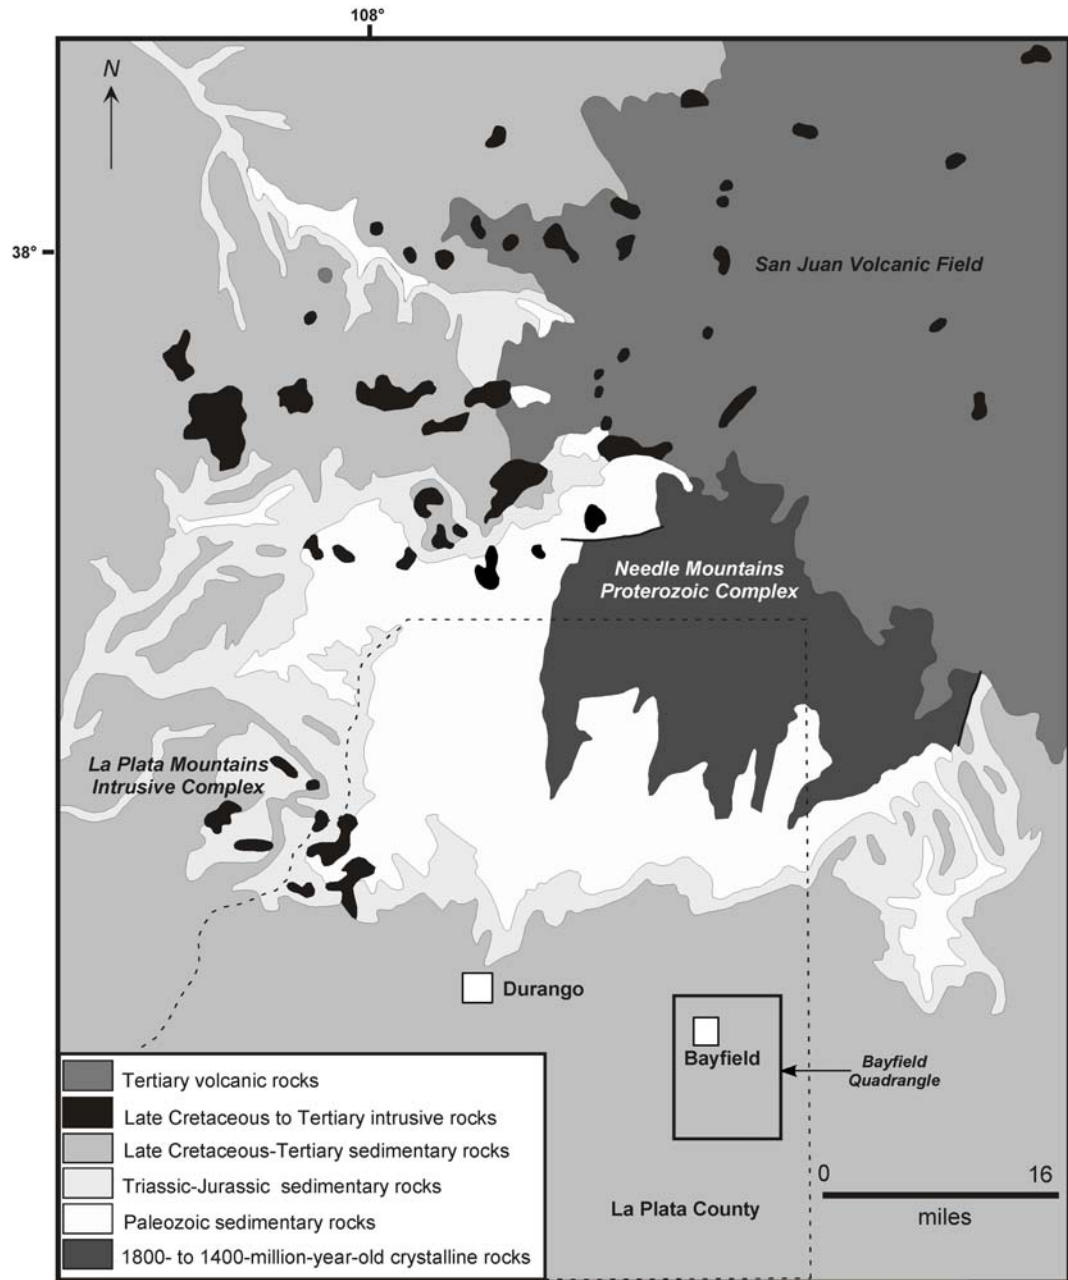 108°
N
38°
San Juan Volcanic Field
Needle Mountains
Proterozoic Complex
La Plata Mountains
Intrusive Complex
Durango
Bayfield
Bayfield
Quadrangle
Tertiary volcanic rocks
Late Cretaceous to Tertiary intrusive rocks
Late Cretaceous-Tertiary sedimentary rocks
Triassic-Jurassic sedimentary rocks
Paleozoic sedimentary rocks
1800- to 1400-million-year-old crystalline rocks
La Plata County
0 16
miles